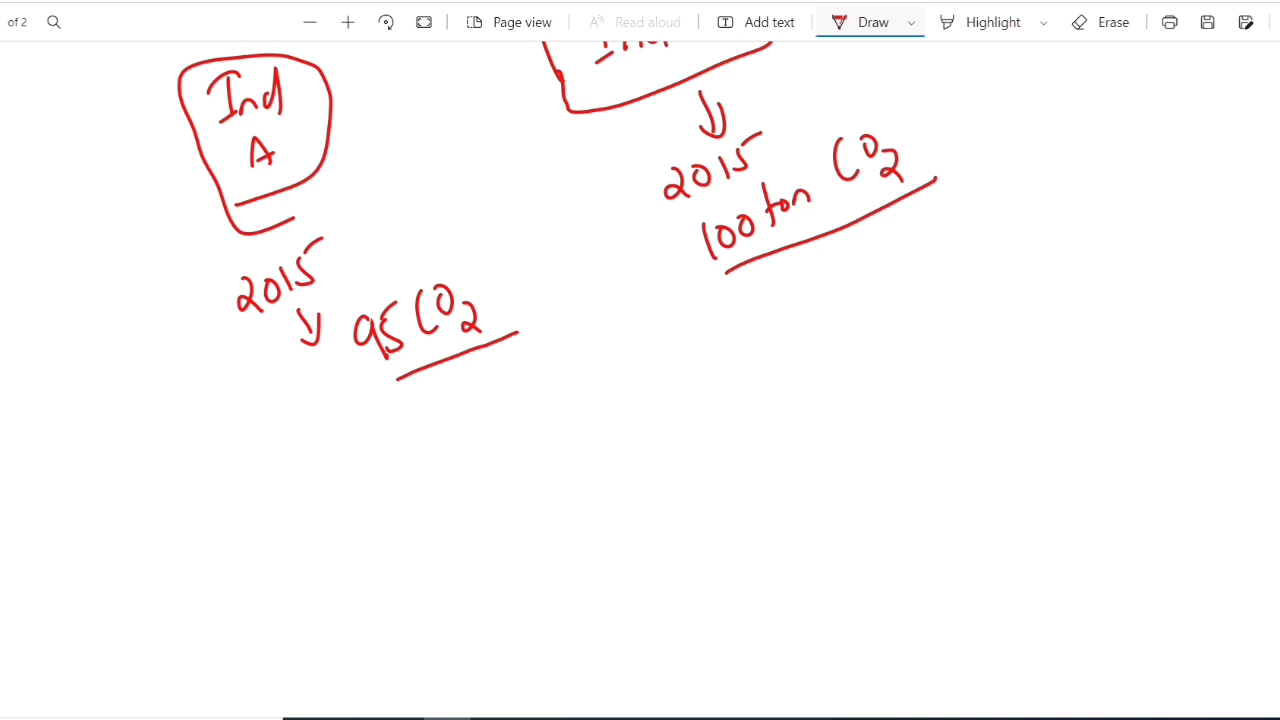 of 2
Page view
Read aloud
Add text
Draw
Highlight
Erase
Ind
A
2015
95 CO2
2015
100 ton CO2